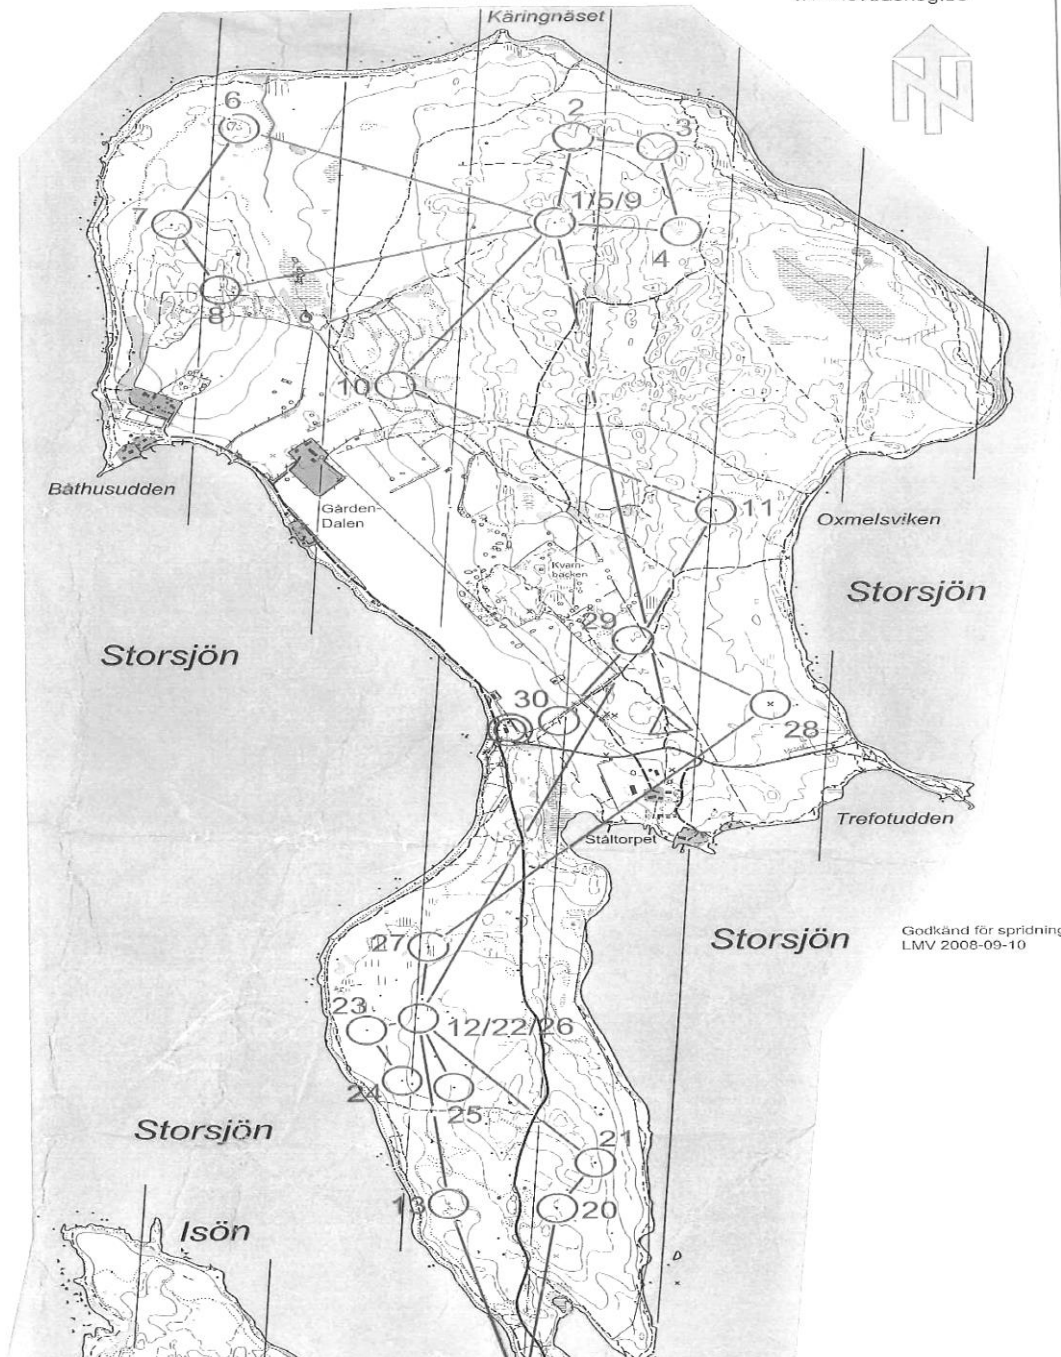 Käringnäset
6
2
3
7
1/5/9
4
8
10
Båthusudden
Gården-
Dalen
11
Oxmelsviken
Kvarn-
backen
Storsjön
Storsjön
29
30
28
Trefotudden
Ståltorpet
Storsjön
Godkänd för spridning
LMV 2008-09-10
27
23
12/22/26
24
25
Storsjön
21
13
20
Isön